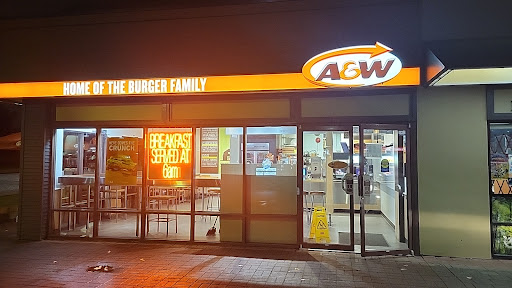 HOME OF THE BURGER FAMILY
A&W
CRUNCH
BREAKFAST
SERVED AT
6am